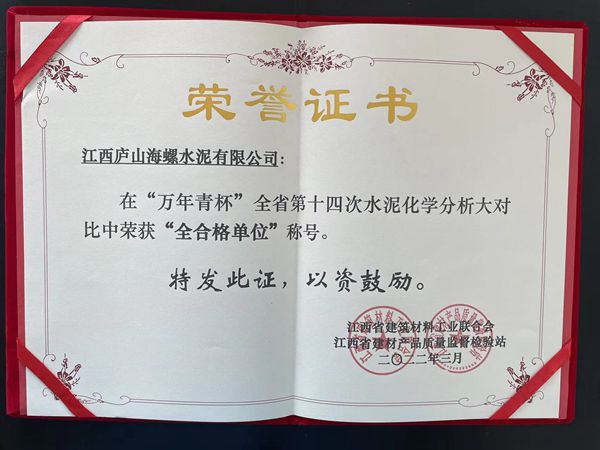 荣誉证书
江西庐山海螺水泥有限公司：
在“万年青杯”全省第十四次水泥化学分析大对
比中荣获“全合格单位”称号。
特发此证，以资鼓励。
江西省建筑材料工业联合会
江西省建材产品质量监督检验站
二〇二二年三月